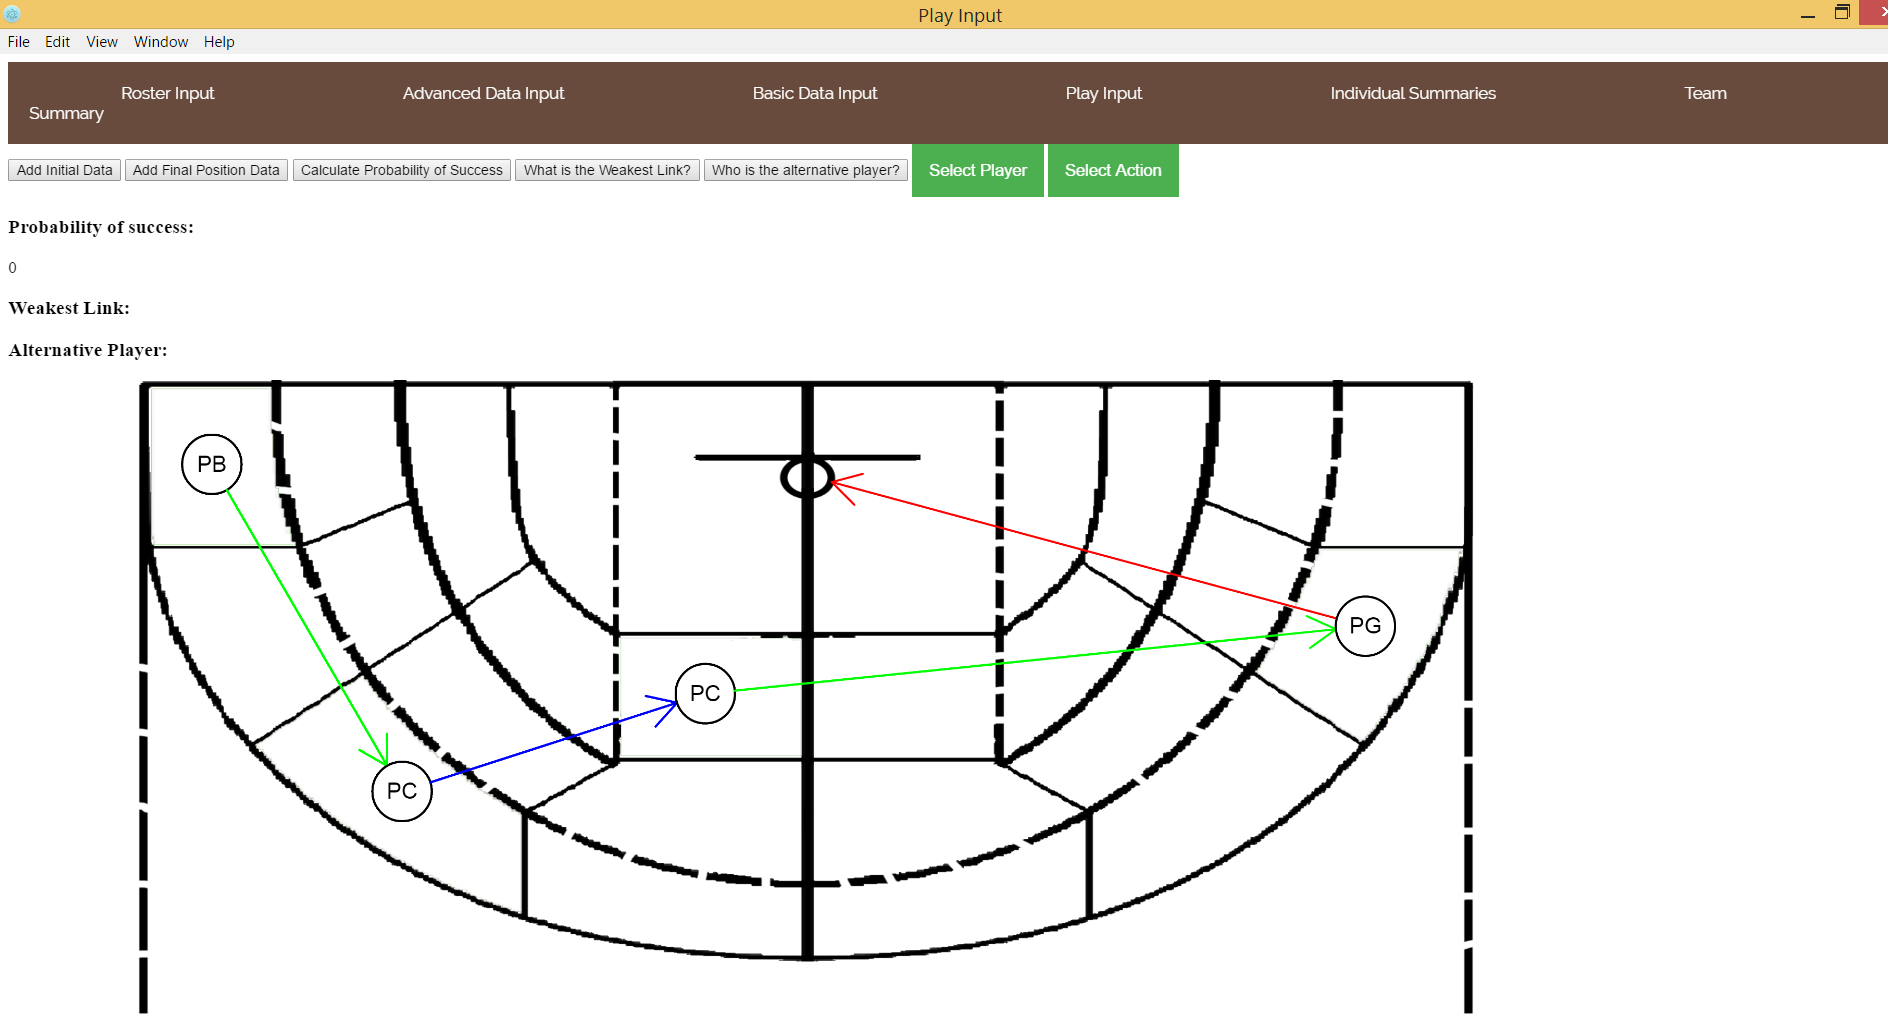 Play Input
File Edit View Window Help
Roster Input Advanced Data Input Basic Data Input Play Input Individual Summaries Team
Summary
Add Initial Data Add Final Position Data Calculate Probability of Success What is the Weakest Link? Who is the alternative player? Select Player Select Action
Probability of success:
0
Weakest Link:
Alternative Player:
PB
PG
PC
PC